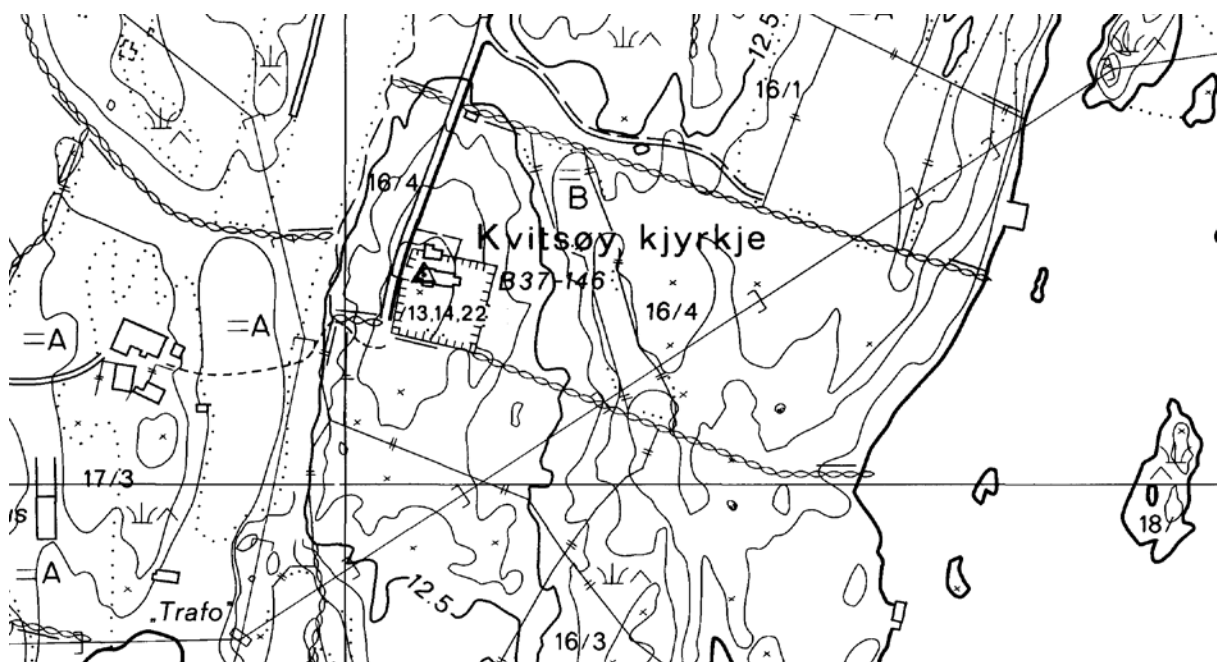 =A
12.5
16/1
16/4
=B
Kvitsøy kjyrkje
B37-146
/13,14,22
16/4
=A
=A
17/3
us
18/
=A
12.5
„Trafo"
16/3